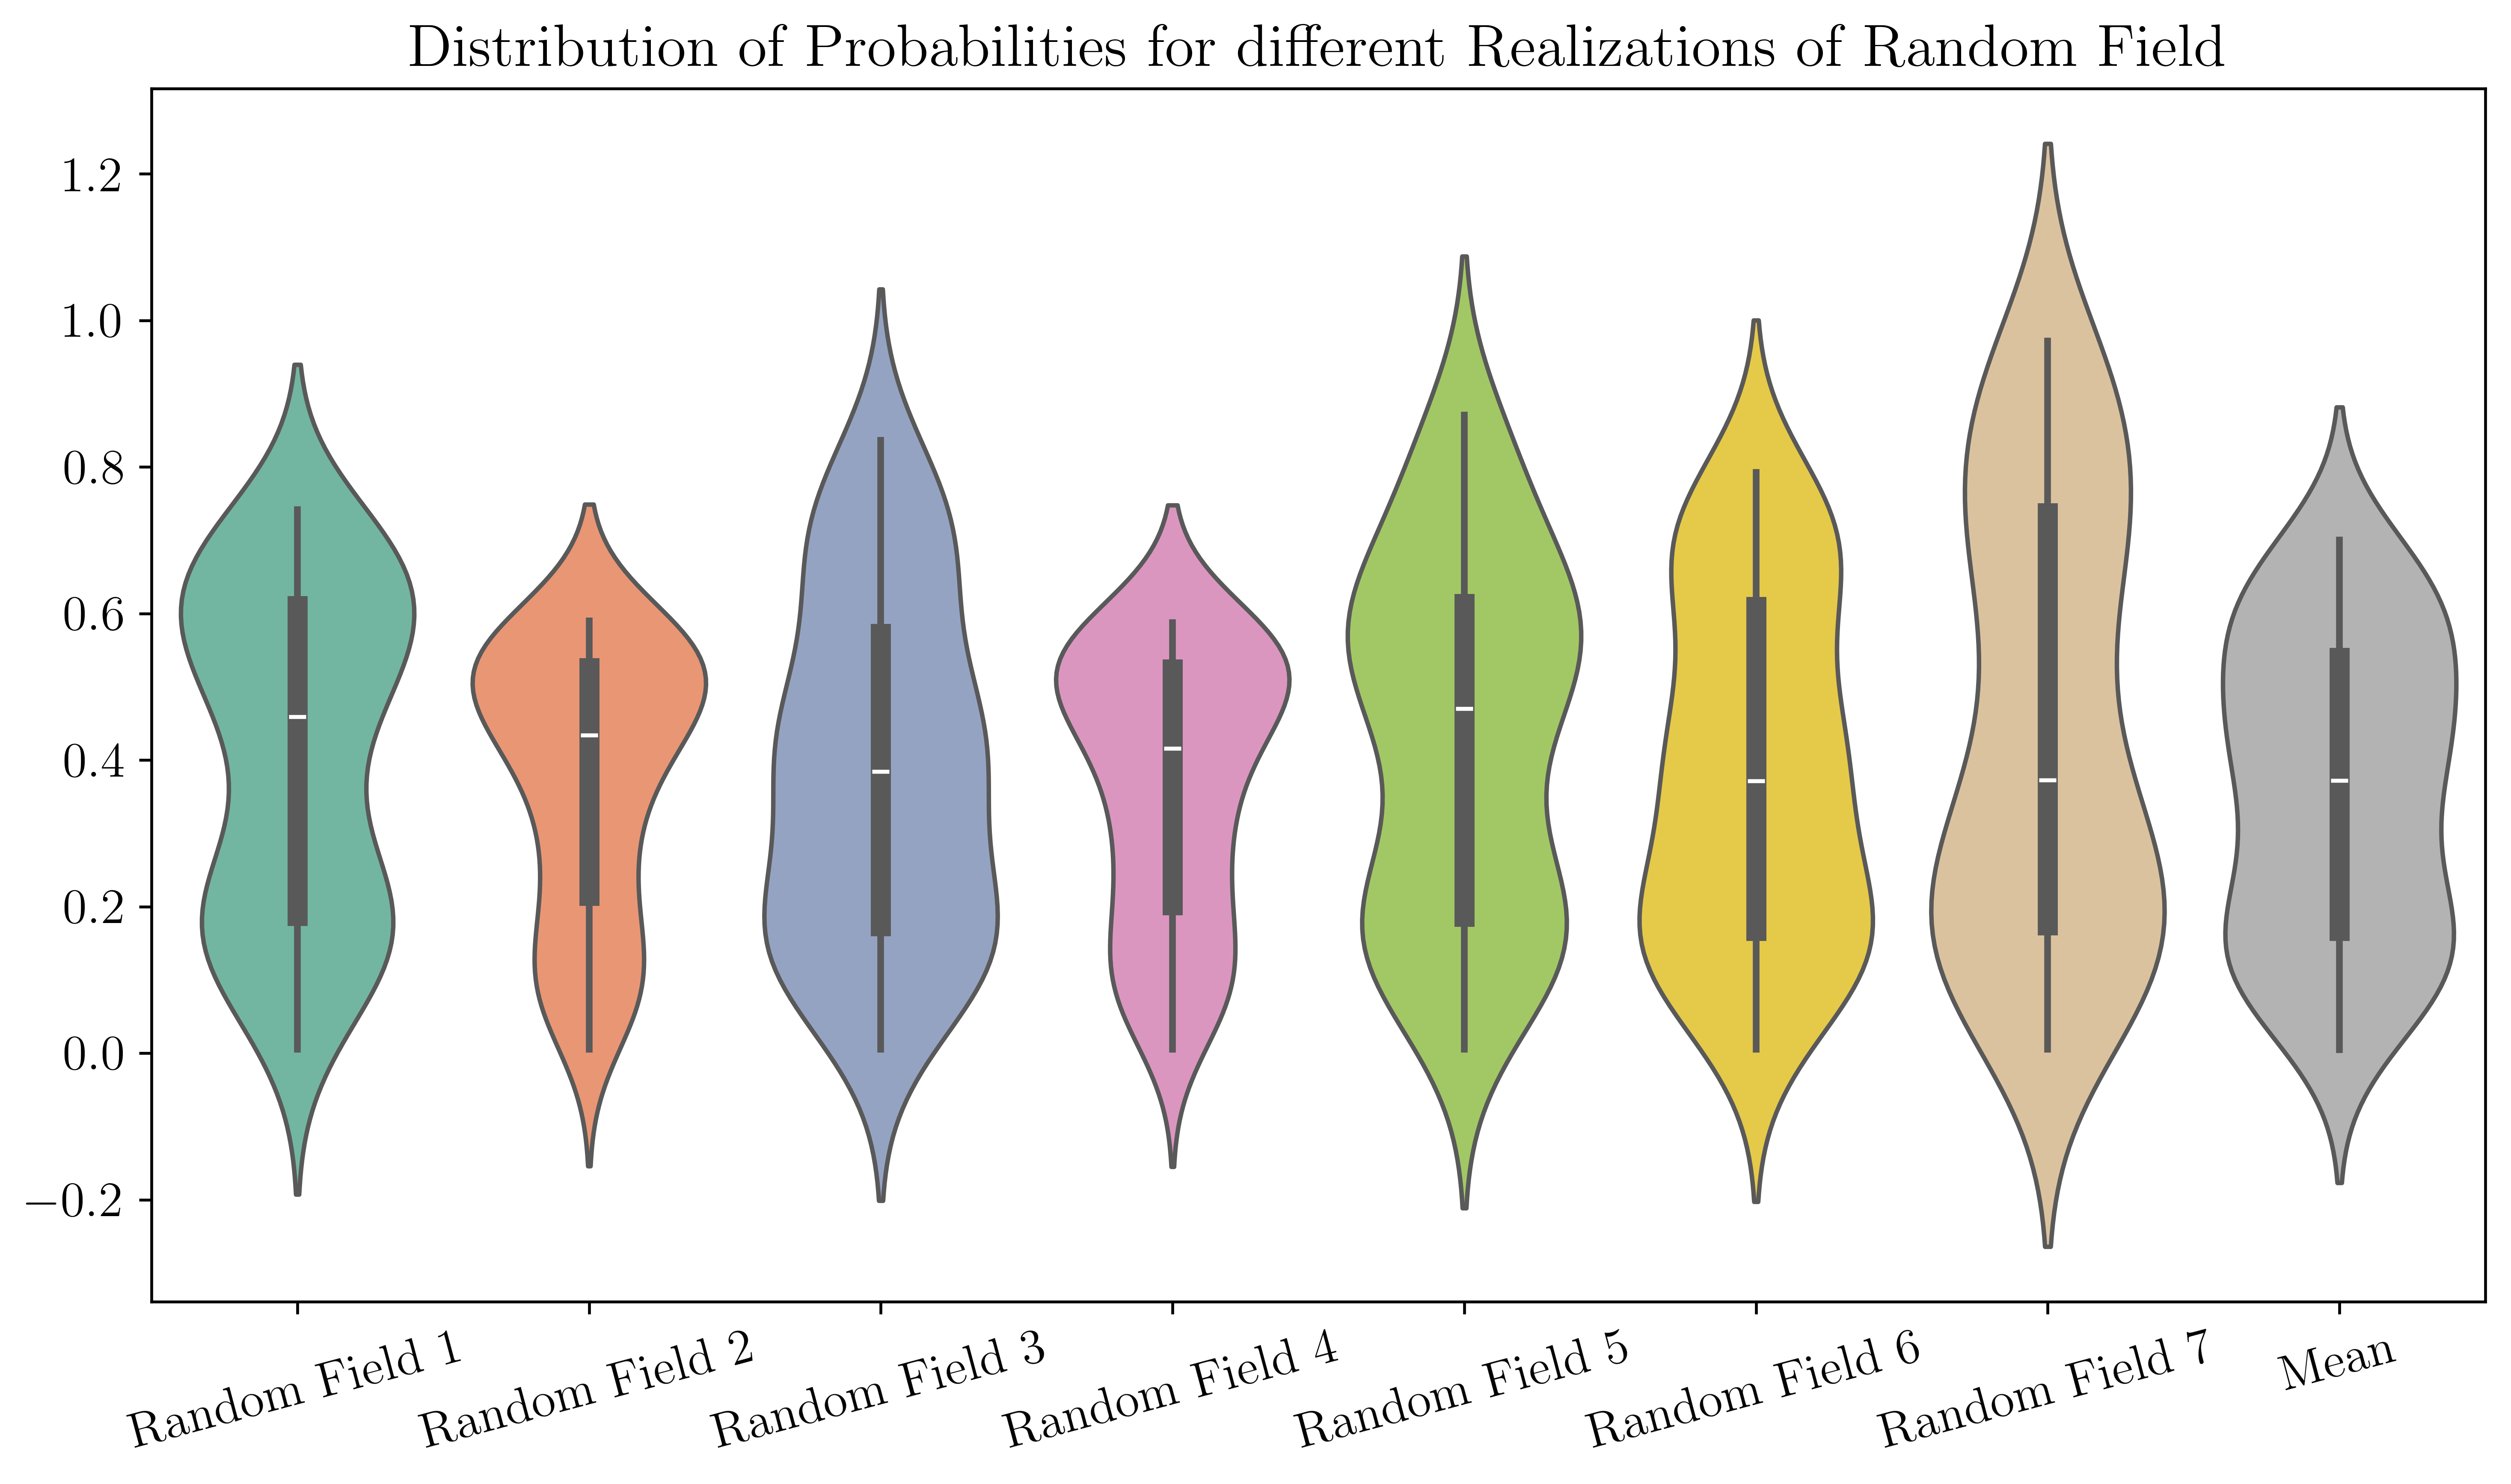 Distribution of Probabilities for different Realizations of Random Field
1.2
1.0
0.8
0.6
0.4
0.2
0.0
−0.2
Random Field 1
Random Field 2
Random Field 3
Random Field 4
Random Field 5
Random Field 6
Random Field 7
Mean